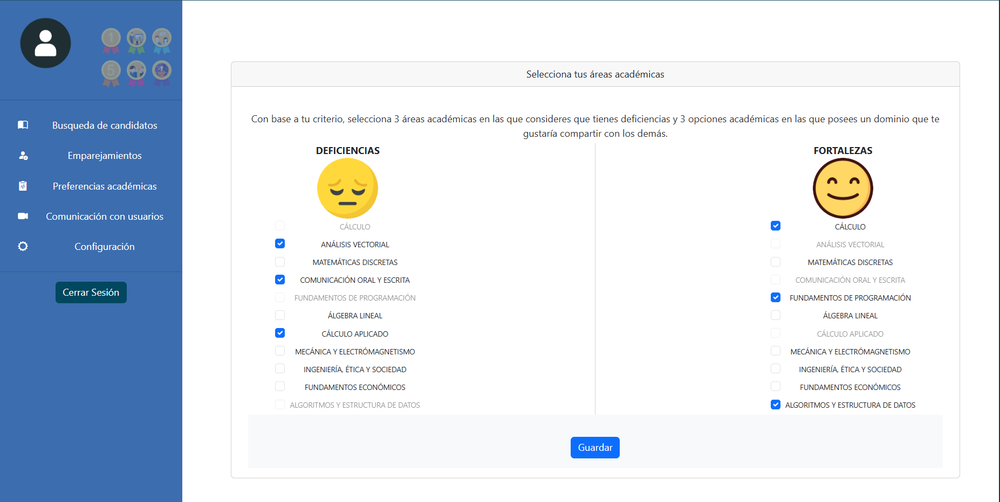 1
5
Busqueda de candidatos
Emparejamientos
Preferencias académicas
Comunicación con usuarios
Configuración
Cerrar Sesión
Selecciona tus áreas académicas
Con base a tu criterio, selecciona 3 áreas académicas en las que consideres que tienes deficiencias y 3 opciones académicas en las que posees un dominio que te
gustaría compartir con los demás.
DEFICIENCIAS
CÁLCULO
ANÁLISIS VECTORIAL
MATEMÁTICAS DISCRETAS
COMUNICACIÓN ORAL Y ESCRITA
FUNDAMENTOS DE PROGRAMACIÓN
ÁLGEBRA LINEAL
CÁLCULO APLICADO
MECÁNICA Y ELECTRÓMAGNETISMO
INGENIERÍA, ÉTICA Y SOCIEDAD
FUNDAMENTOS ECONÓMICOS
ALGORITMOS Y ESTRUCTURA DE DATOS
FORTALEZAS
CÁLCULO
ANÁLISIS VECTORIAL
MATEMÁTICAS DISCRETAS
COMUNICACIÓN ORAL Y ESCRITA
FUNDAMENTOS DE PROGRAMACIÓN
ÁLGEBRA LINEAL
CÁLCULO APLICADO
MECÁNICA Y ELECTRÓMAGNETISMO
INGENIERÍA, ÉTICA Y SOCIEDAD
FUNDAMENTOS ECONÓMICOS
ALGORITMOS Y ESTRUCTURA DE DATOS
Guardar